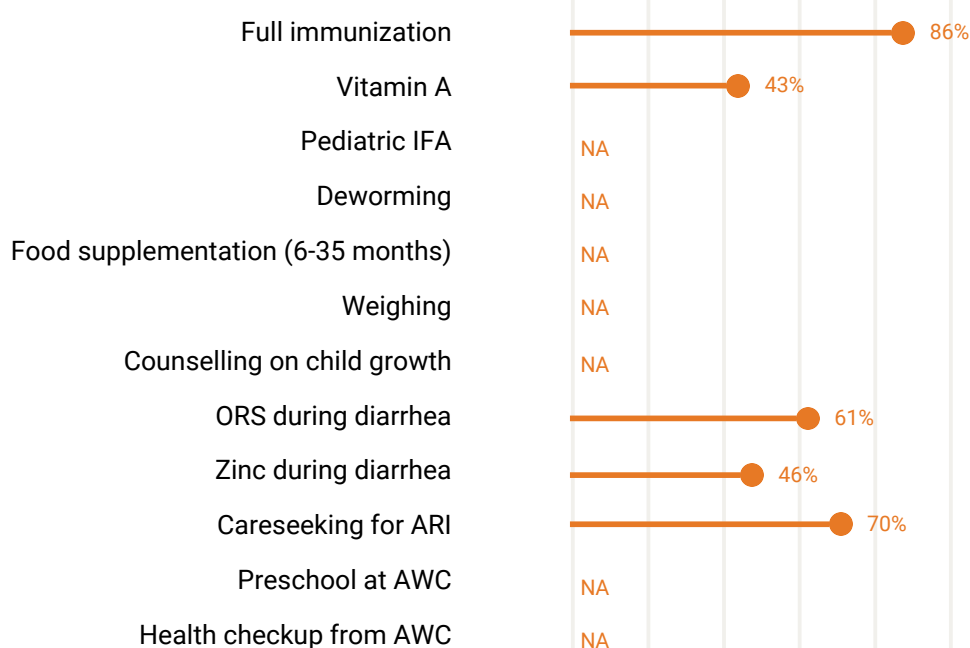 Full immunization 86%
Vitamin A 43%
Pediatric IFA NA
Deworming NA
Food supplementation (6-35 months) NA
Weighing NA
Counselling on child growth NA
ORS during diarrhea 61%
Zinc during diarrhea 46%
Careseeking for ARI 70%
Preschool at AWC NA
Health checkup from AWC NA